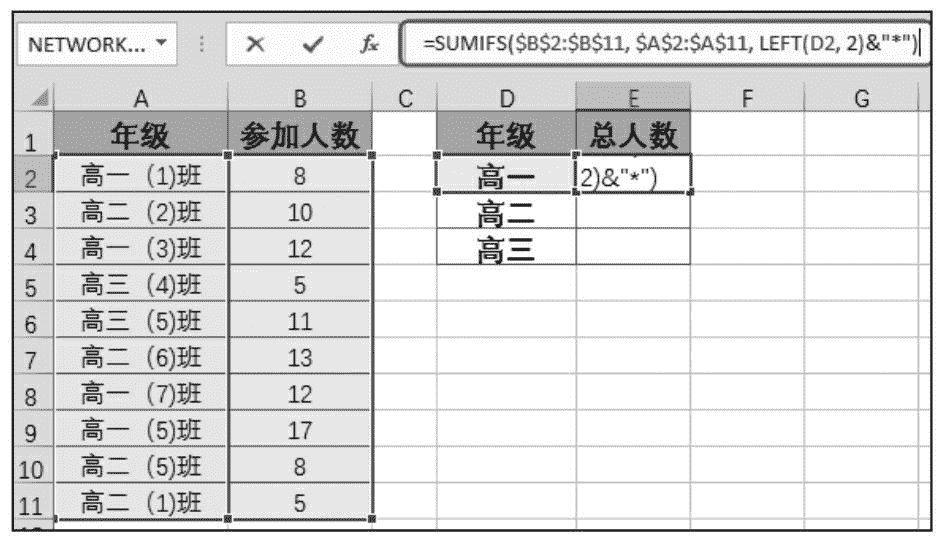 NETWORK... =SUMIFS($B$2:$B$11, $A$2:$A$11, LEFT(D2, 2)&"*")
A B C D E F G
1 年级 参加人数 年级 总人数
2 高一 (1)班 8 高一 2)&"*")
3 高二 (2)班 10 高二
4 高一 (3)班 12 高三
5 高三 (4)班 5
6 高三 (5)班 11
7 高二 (6)班 13
8 高一 (7)班 12
9 高一 (5)班 17
10 高二 (5)班 8
11 高二 (1)班 5